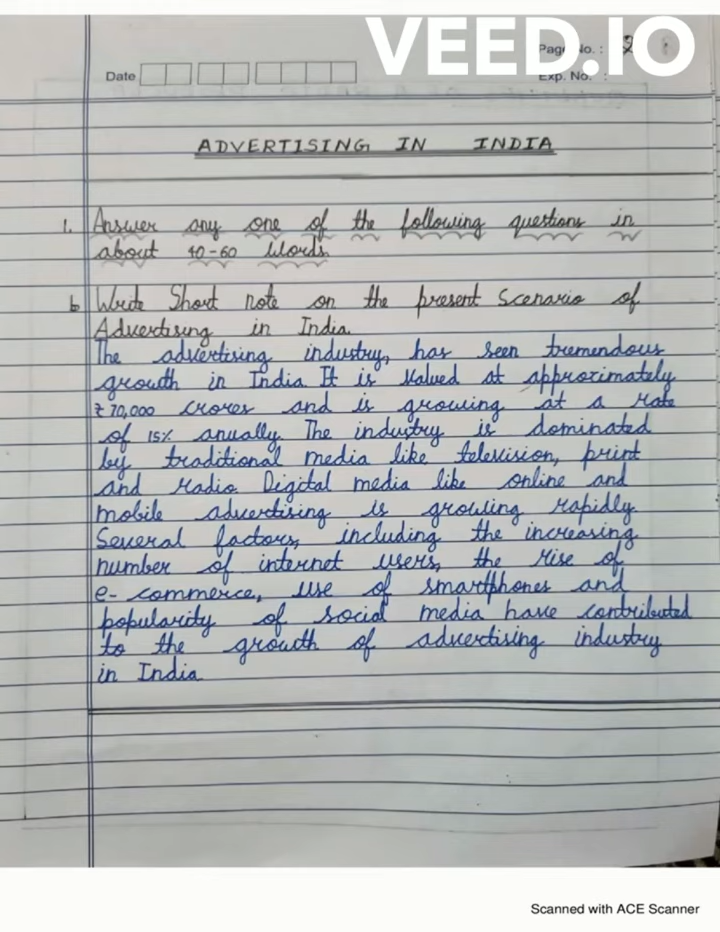 VEED.IO
Page No. : 2
Date
Exp. No. :
ADVERTISING IN INDIA
1. Answer any one of the following questions in
about 40-60 Words.
b Write Short note on the present Scenario of
Advertising in India.
The advertising industry, has seen tremendous
growth in India It is Valued at approximately
₹ 70,000 crores and is growing at a rate
of 15% anually. The industry is dominated
by traditional media like television, print
and radio Digital media like online and
mobile advertising is growing rapidly.
Several factors, including the increasing
number of internet users, the rise of
e- commerce, use of smartphones and
popularity of social media have contributed
to the growth of advertising industry
in India
Scanned with ACE Scanner